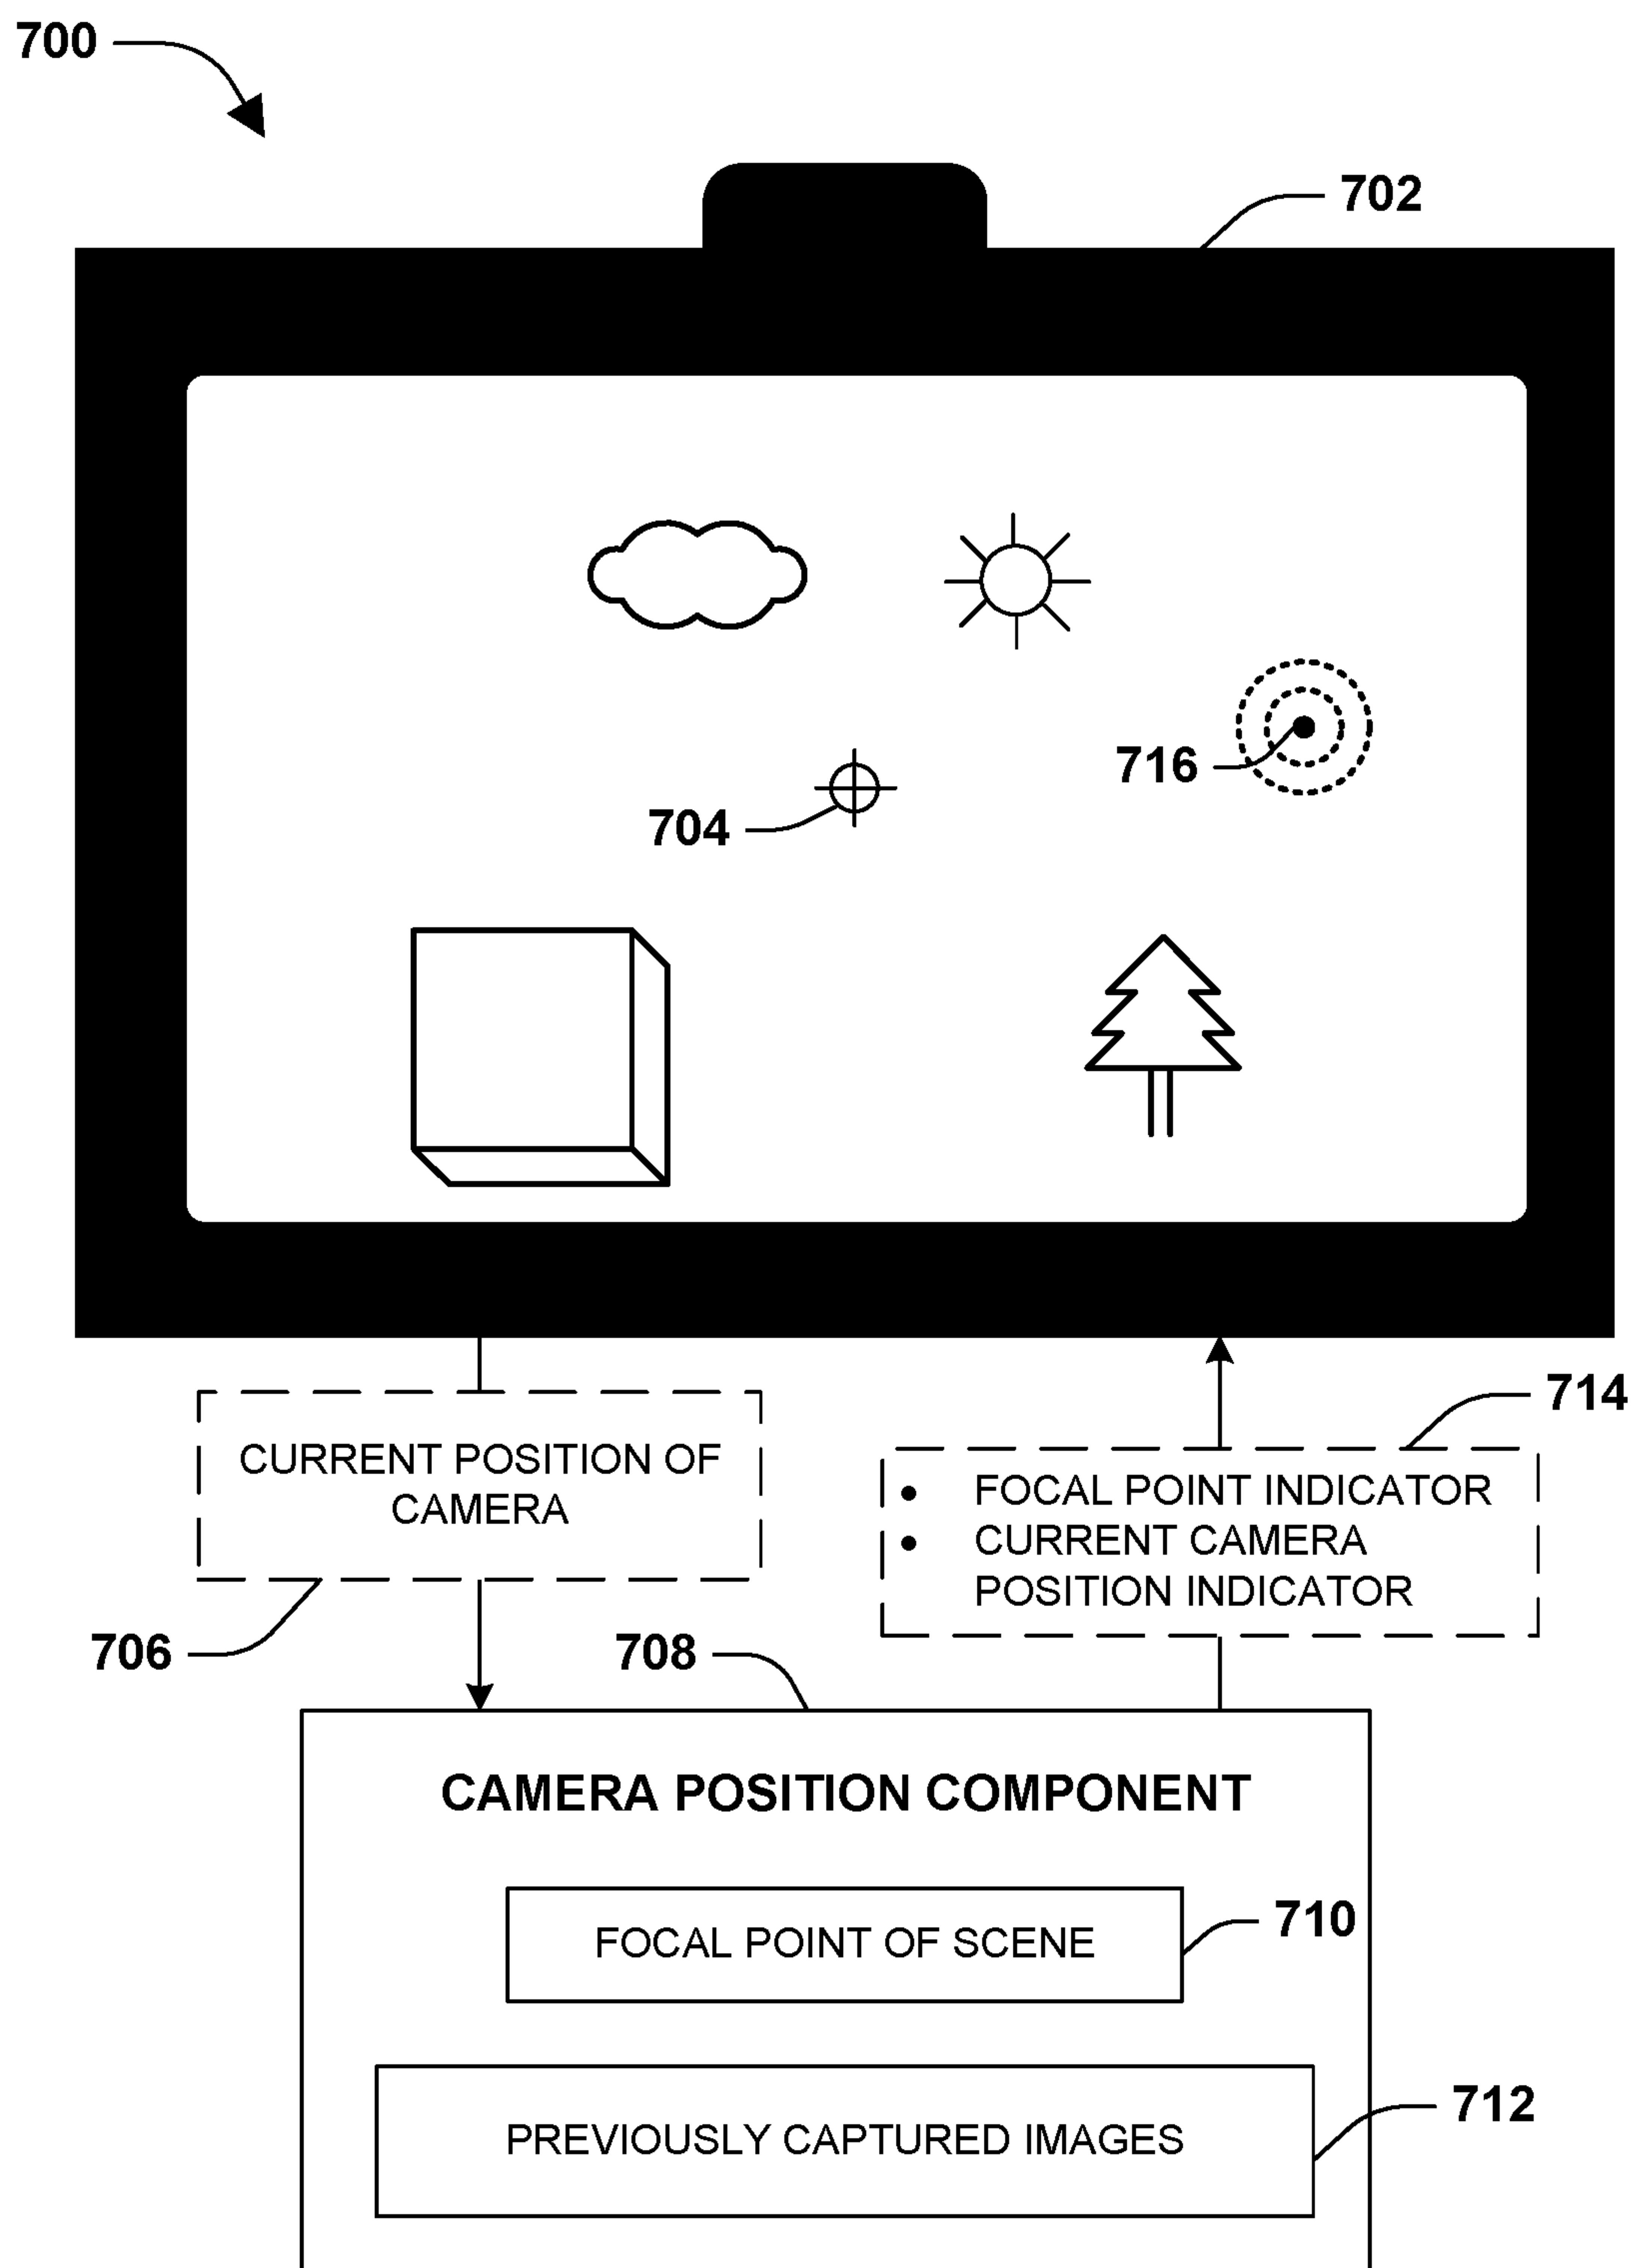 700
702
716
704
CURRENT POSITION OF
CAMERA
714
• FOCAL POINT INDICATOR
• CURRENT CAMERA
POSITION INDICATOR
706
708
CAMERA POSITION COMPONENT
FOCAL POINT OF SCENE
710
PREVIOUSLY CAPTURED IMAGES
712